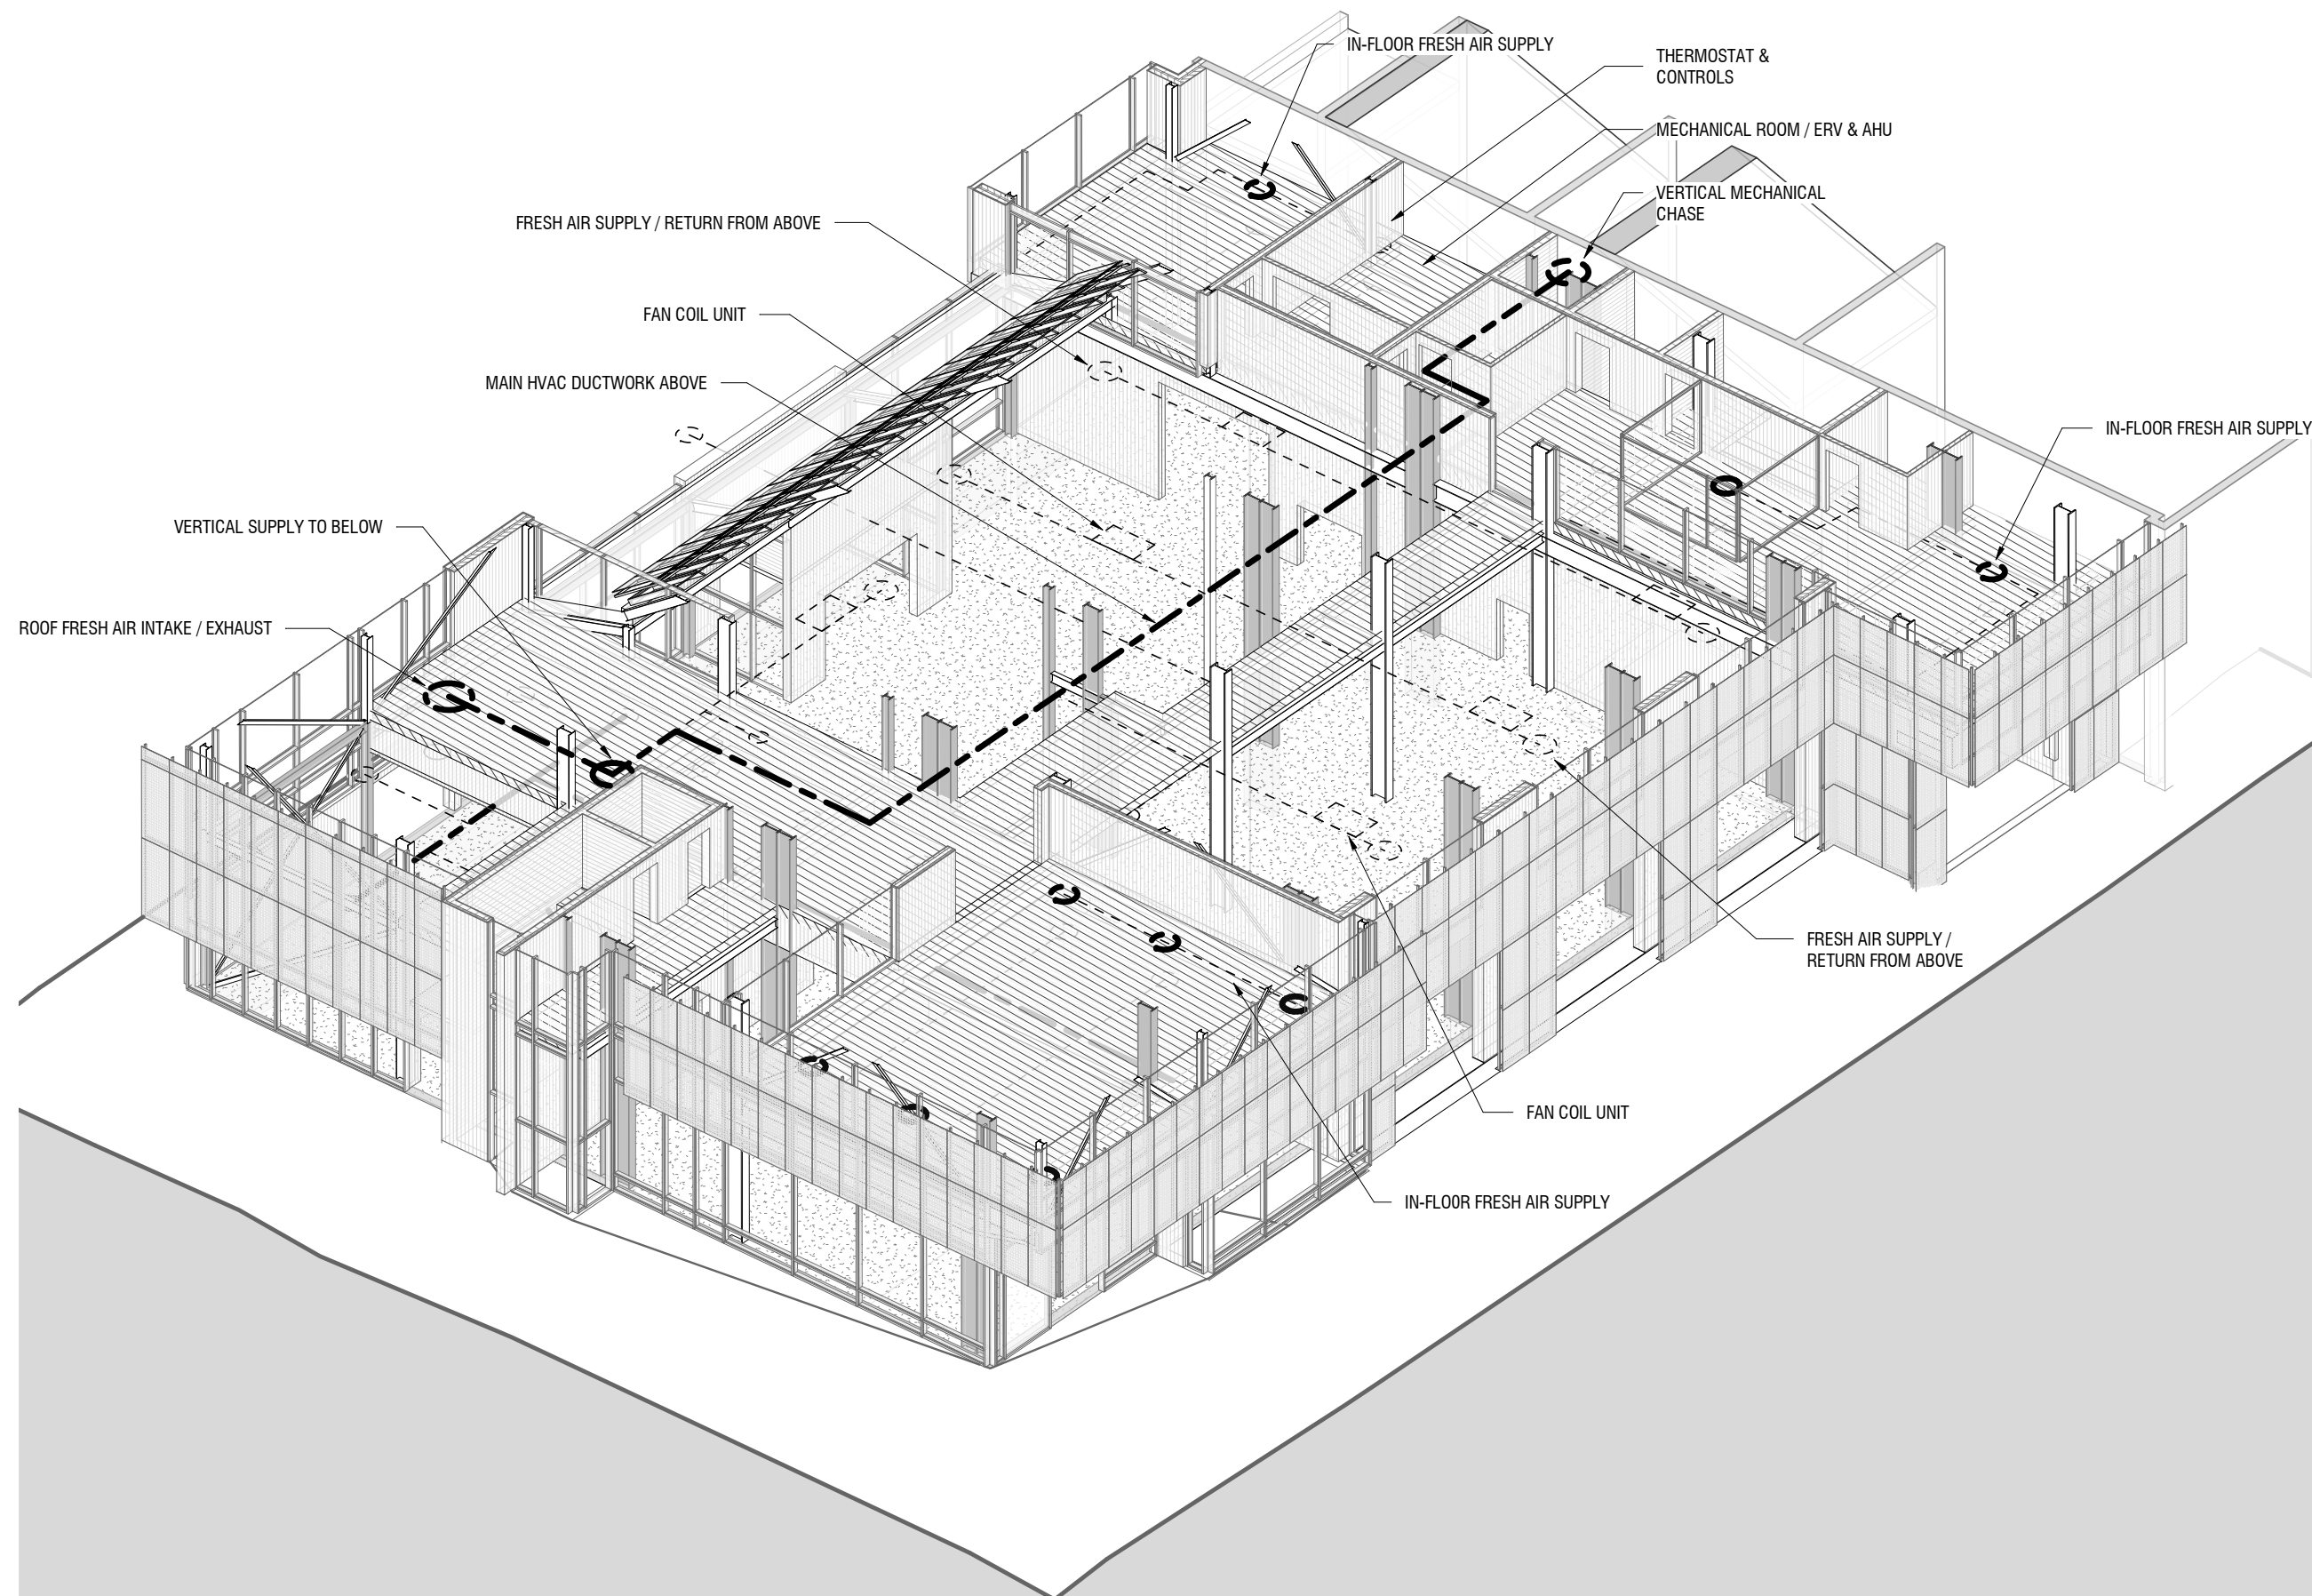 IN-FLOOR FRESH AIR SUPPLY
THERMOSTAT &
CONTROLS
MECHANICAL ROOM / ERV & AHU
VERTICAL MECHANICAL
CHASE
FRESH AIR SUPPLY / RETURN FROM ABOVE
FAN COIL UNIT
MAIN HVAC DUCTWORK ABOVE
IN-FLOOR FRESH AIR SUPPLY
VERTICAL SUPPLY TO BELOW
ROOF FRESH AIR INTAKE / EXHAUST
FRESH AIR SUPPLY /
RETURN FROM ABOVE
FAN COIL UNIT
IN-FLOOR FRESH AIR SUPPLY